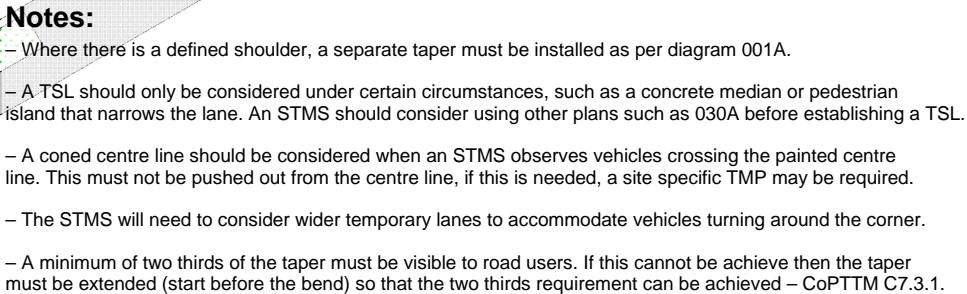 Notes:
– Where there is a defined shoulder, a separate taper must be installed as per diagram 001A.
– A TSL should only be considered under certain circumstances, such as a concrete median or pedestrian
island that narrows the lane. An STMS should consider using other plans such as 030A before establishing a TSL.
– A coned centre line should be considered when an STMS observes vehicles crossing the painted centre
line. This must not be pushed out from the centre line, if this is needed, a site specific TMP may be required.
– The STMS will need to consider wider temporary lanes to accommodate vehicles turning around the corner.
– A minimum of two thirds of the taper must be visible to road users. If this cannot be achieve then the taper
must be extended (start before the bend) so that the two thirds requirement can be achieved – CoPTTM C7.3.1.